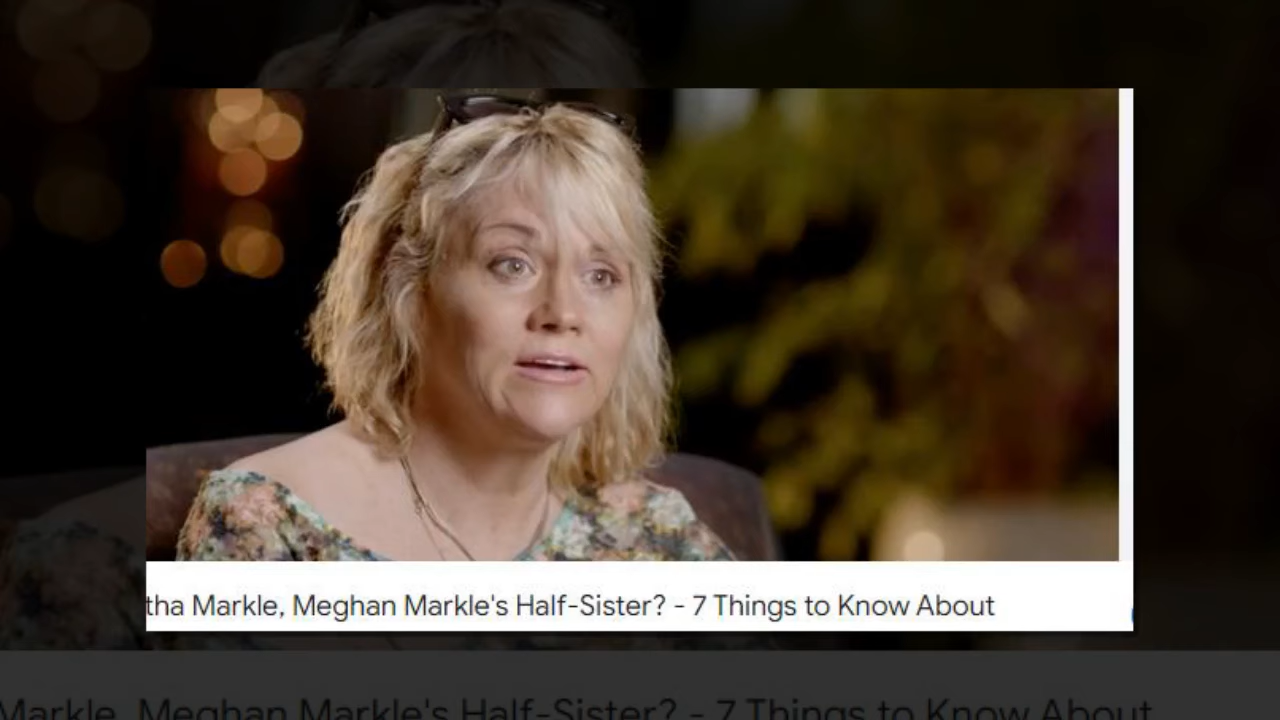 tha Markle, Meghan Markle's Half-Sister? - 7 Things to Know About
Markle, Meghan Markle's Half-Sister? - 7 Things to Know About